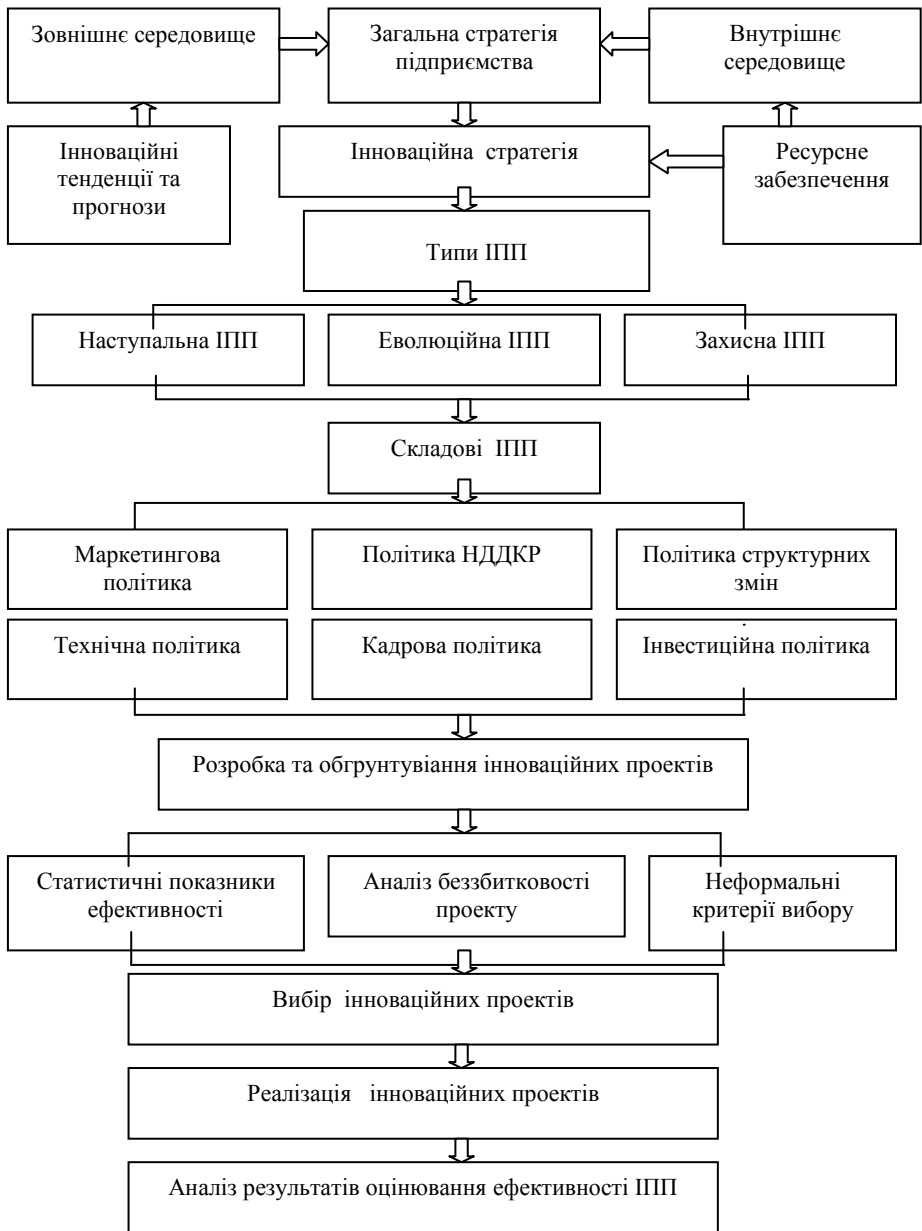 Зовнішнє середовище
Загальна стратегія
підприємства
Внутрішнє
середовище
Інноваційні
тенденції та
прогнози
Інноваційна стратегія
Ресурсне
забезпечення
Типи ІПП
Наступальна ІПП
Еволюційна ІПП
Захисна ІПП
Складові ІПП
Маркетингова
політика
Політика НДДКР
Політика структурних
змін
Технічна політика
Кадрова політика
Інвестиційна політика
Розробка та обгрунтувіання інноваційних проектів
Статистичні показники
ефективності
Аналіз беззбитковості
проекту
Неформальні
критерії вибору
Вибір інноваційних проектів
Реалізація інноваційних проектів
Аналіз результатів оцінювання ефективності ІПП